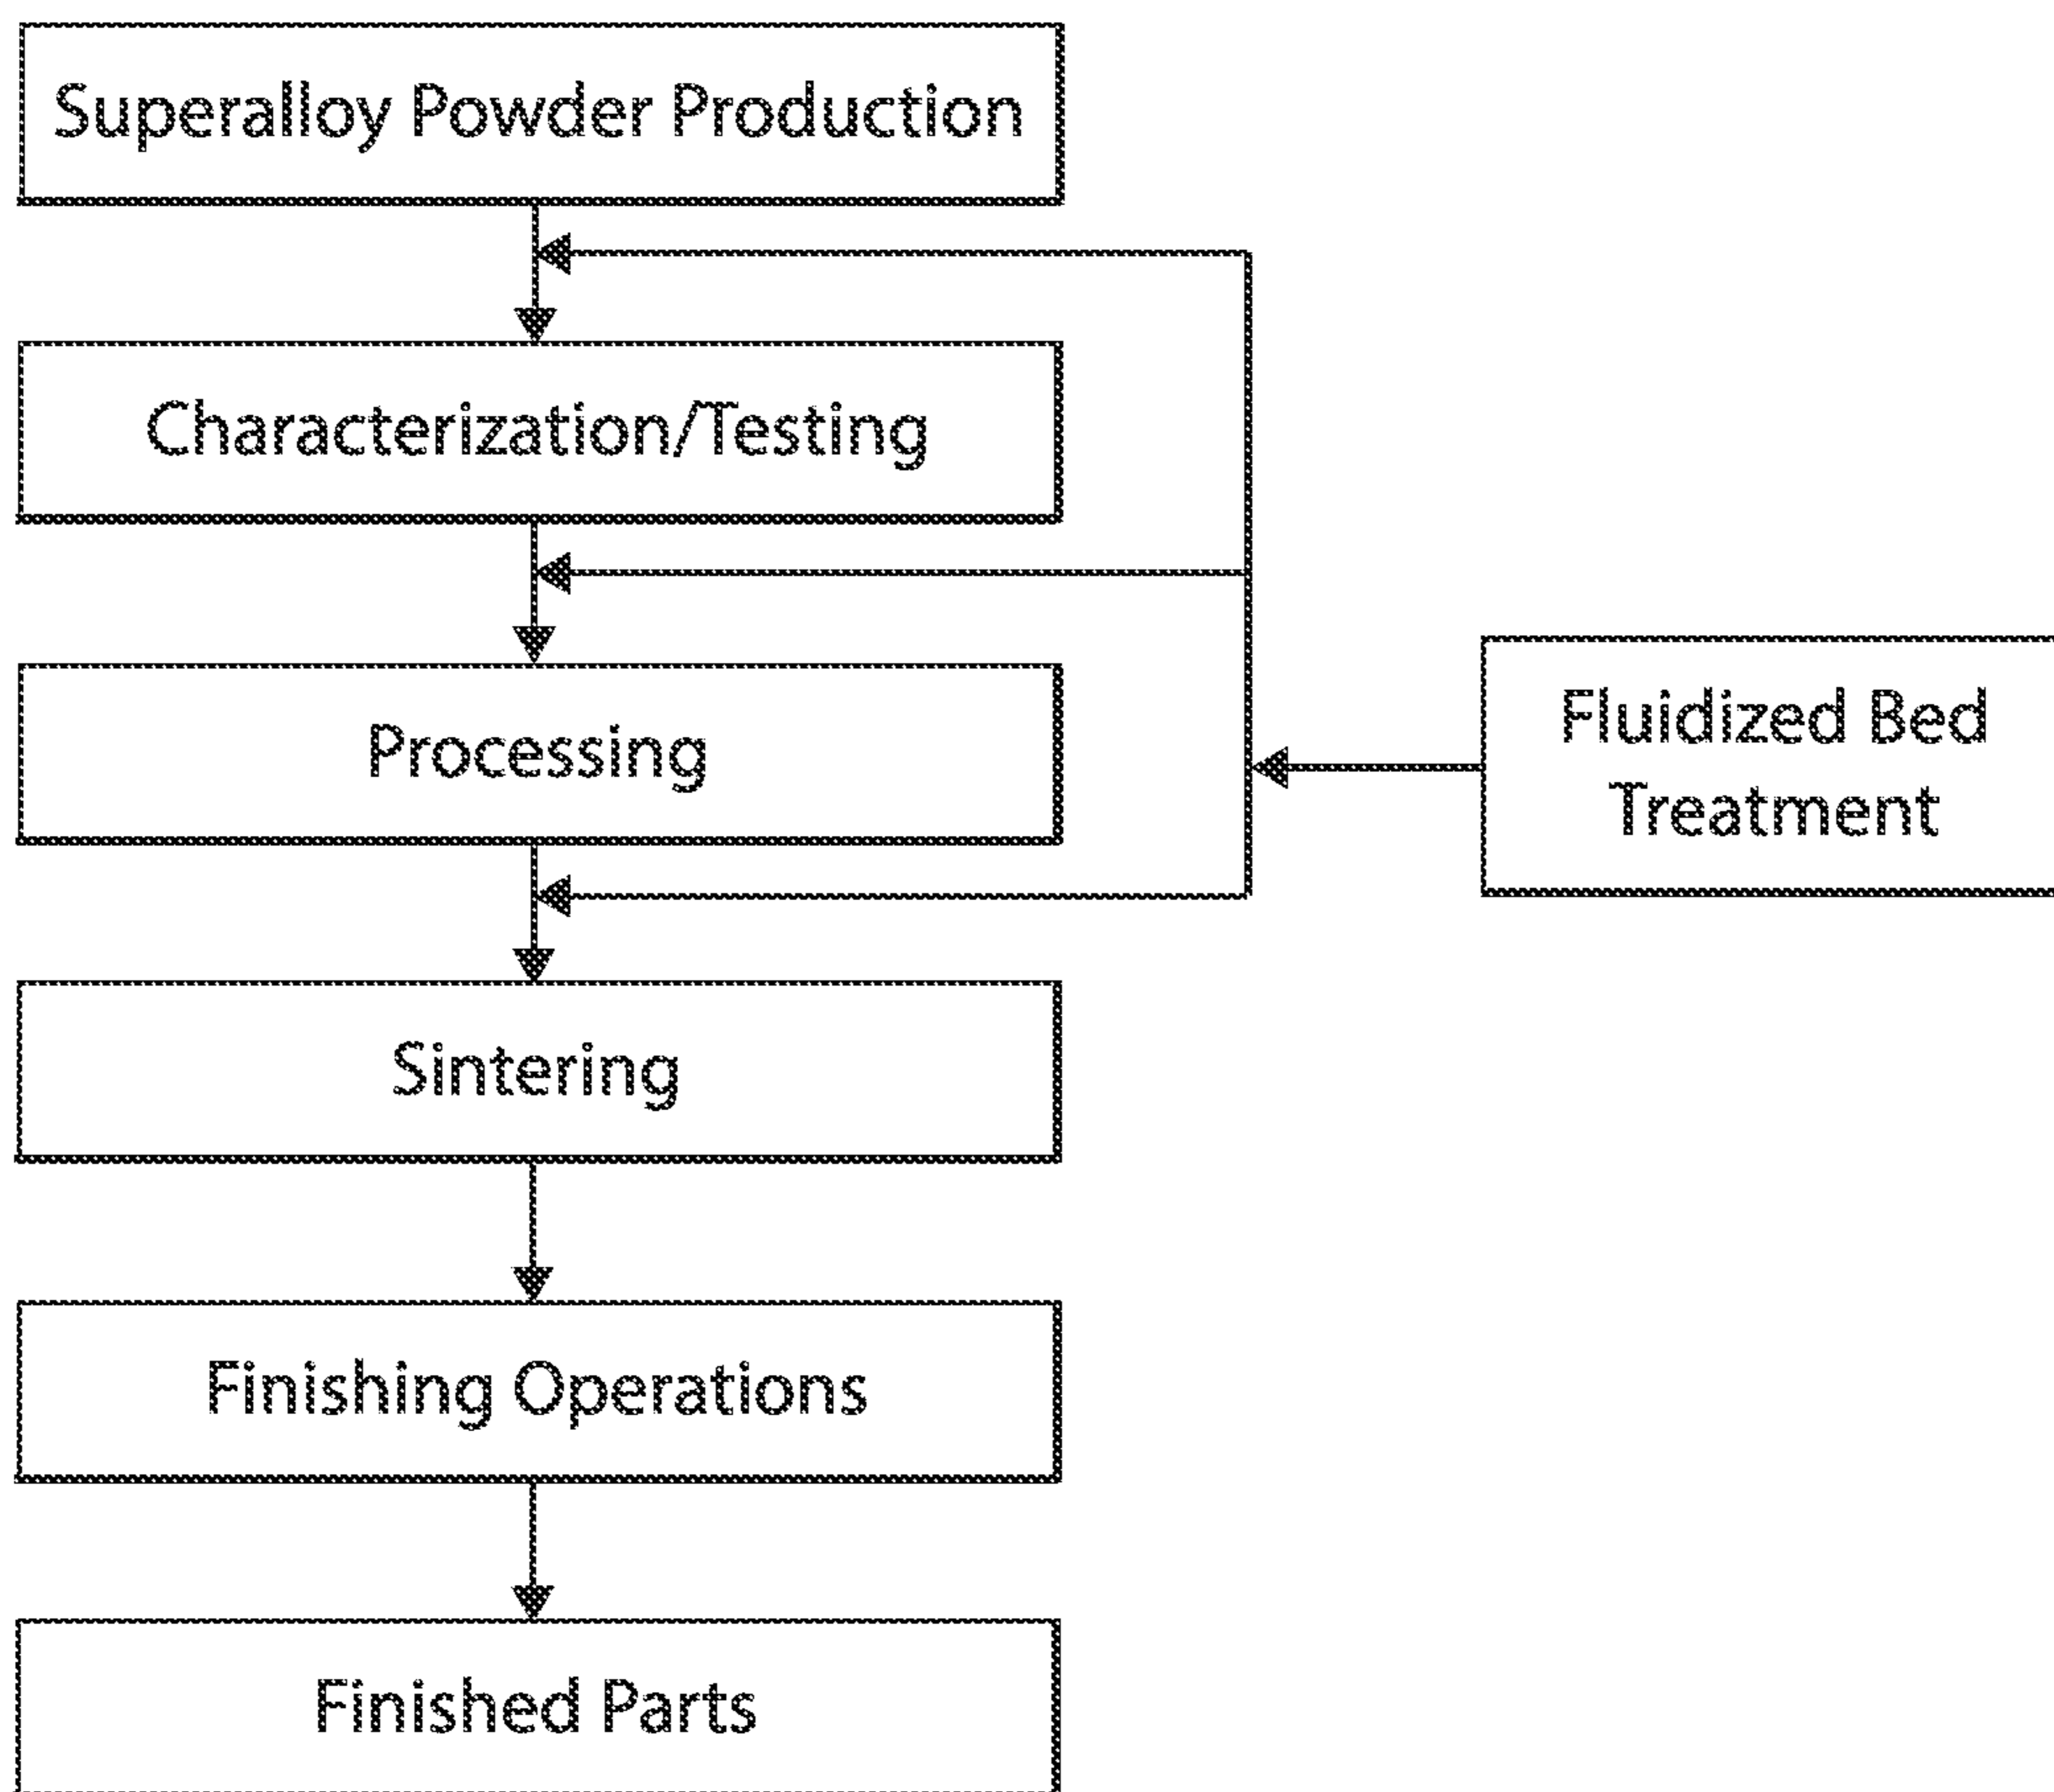 Superalloy Powder Production
Characterization/Testing
Processing
Fluidized Bed
Treatment
Sintering
Finishing Operations
Finished Parts